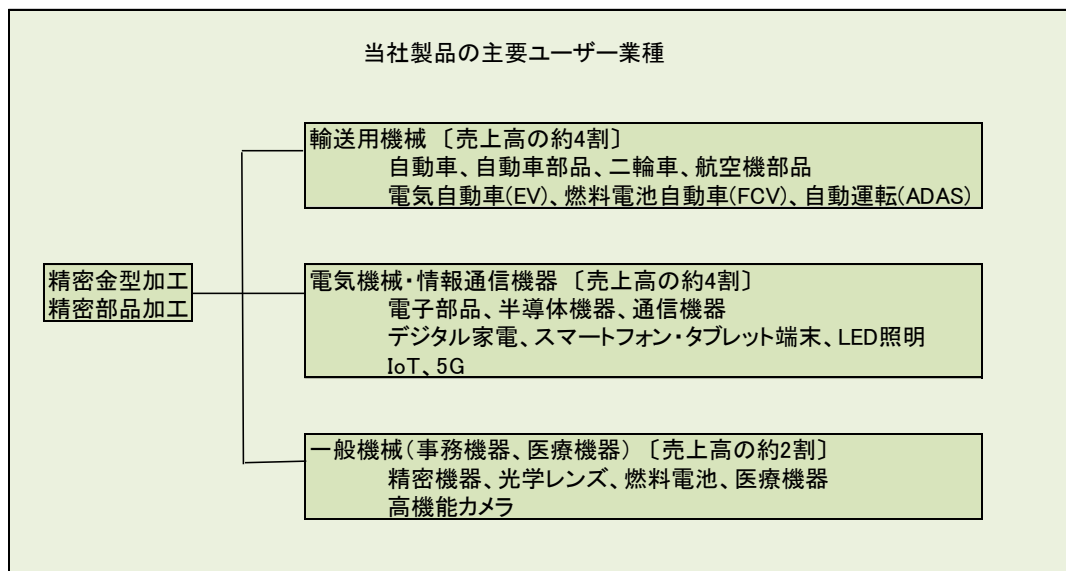 当社製品の主要ユーザー業種
輸送用機械 〔売上高の約4割〕
自動車、自動車部品、二輪車、航空機部品
電気自動車(EV)、燃料電池自動車(FCV)、自動運転(ADAS)
精密金型加工
精密部品加工
電気機械・情報通信機器 〔売上高の約4割〕
電子部品、半導体機器、通信機器
デジタル家電、スマートフォン・タブレット端末、LED照明
IoT、5G
一般機械(事務機器、医療機器) 〔売上高の約2割〕
精密機器、光学レンズ、燃料電池、医療機器
高機能カメラ